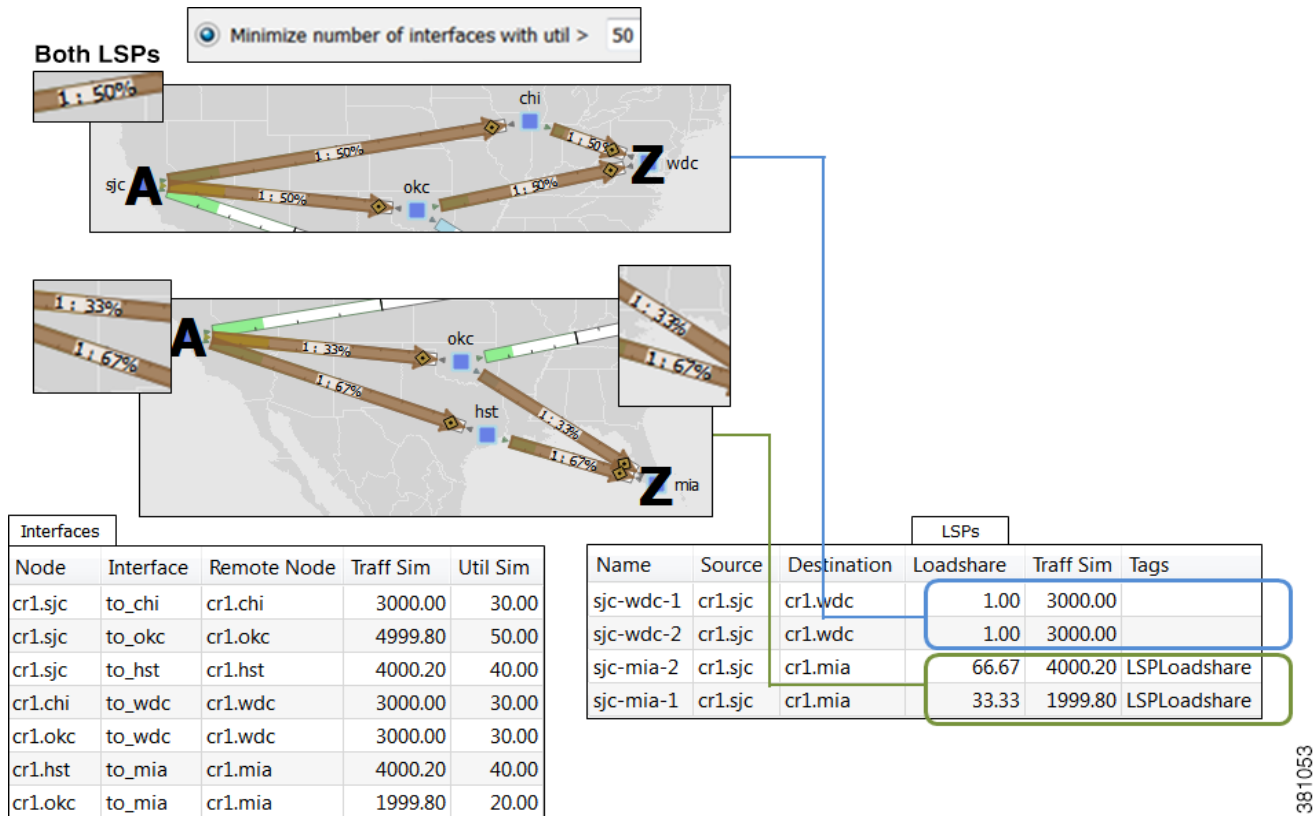 Minimize number of interfaces with util > 50
Both LSPs
1 : 50%
chi
1 : 50%
1 : 50%
sjc A
okc
Z wdc
1 : 50%
1 : 50%
1 : 33%
1 : 67%
1 : 33%
1 : 67%
A
okc
1 : 33%
1 : 67%
hst
1 : 33%
1 : 67%
Z mia
Interfaces
Node Interface Remote Node Traff Sim Util Sim
cr1.sjc to_chi cr1.chi 3000.00 30.00
cr1.sjc to_okc cr1.okc 4999.80 50.00
cr1.sjc to_hst cr1.hst 4000.20 40.00
cr1.chi to_wdc cr1.wdc 3000.00 30.00
cr1.okc to_wdc cr1.wdc 3000.00 30.00
cr1.hst to_mia cr1.mia 4000.20 40.00
cr1.okc to_mia cr1.mia 1999.80 20.00
LSPs
Name Source Destination Loadshare Traff Sim Tags
sjc-wdc-1 cr1.sjc cr1.wdc 1.00 3000.00
sjc-wdc-2 cr1.sjc cr1.wdc 1.00 3000.00
sjc-mia-2 cr1.sjc cr1.mia 66.67 4000.20 LSPLoadshare
sjc-mia-1 cr1.sjc cr1.mia 33.33 1999.80 LSPLoadshare
381053